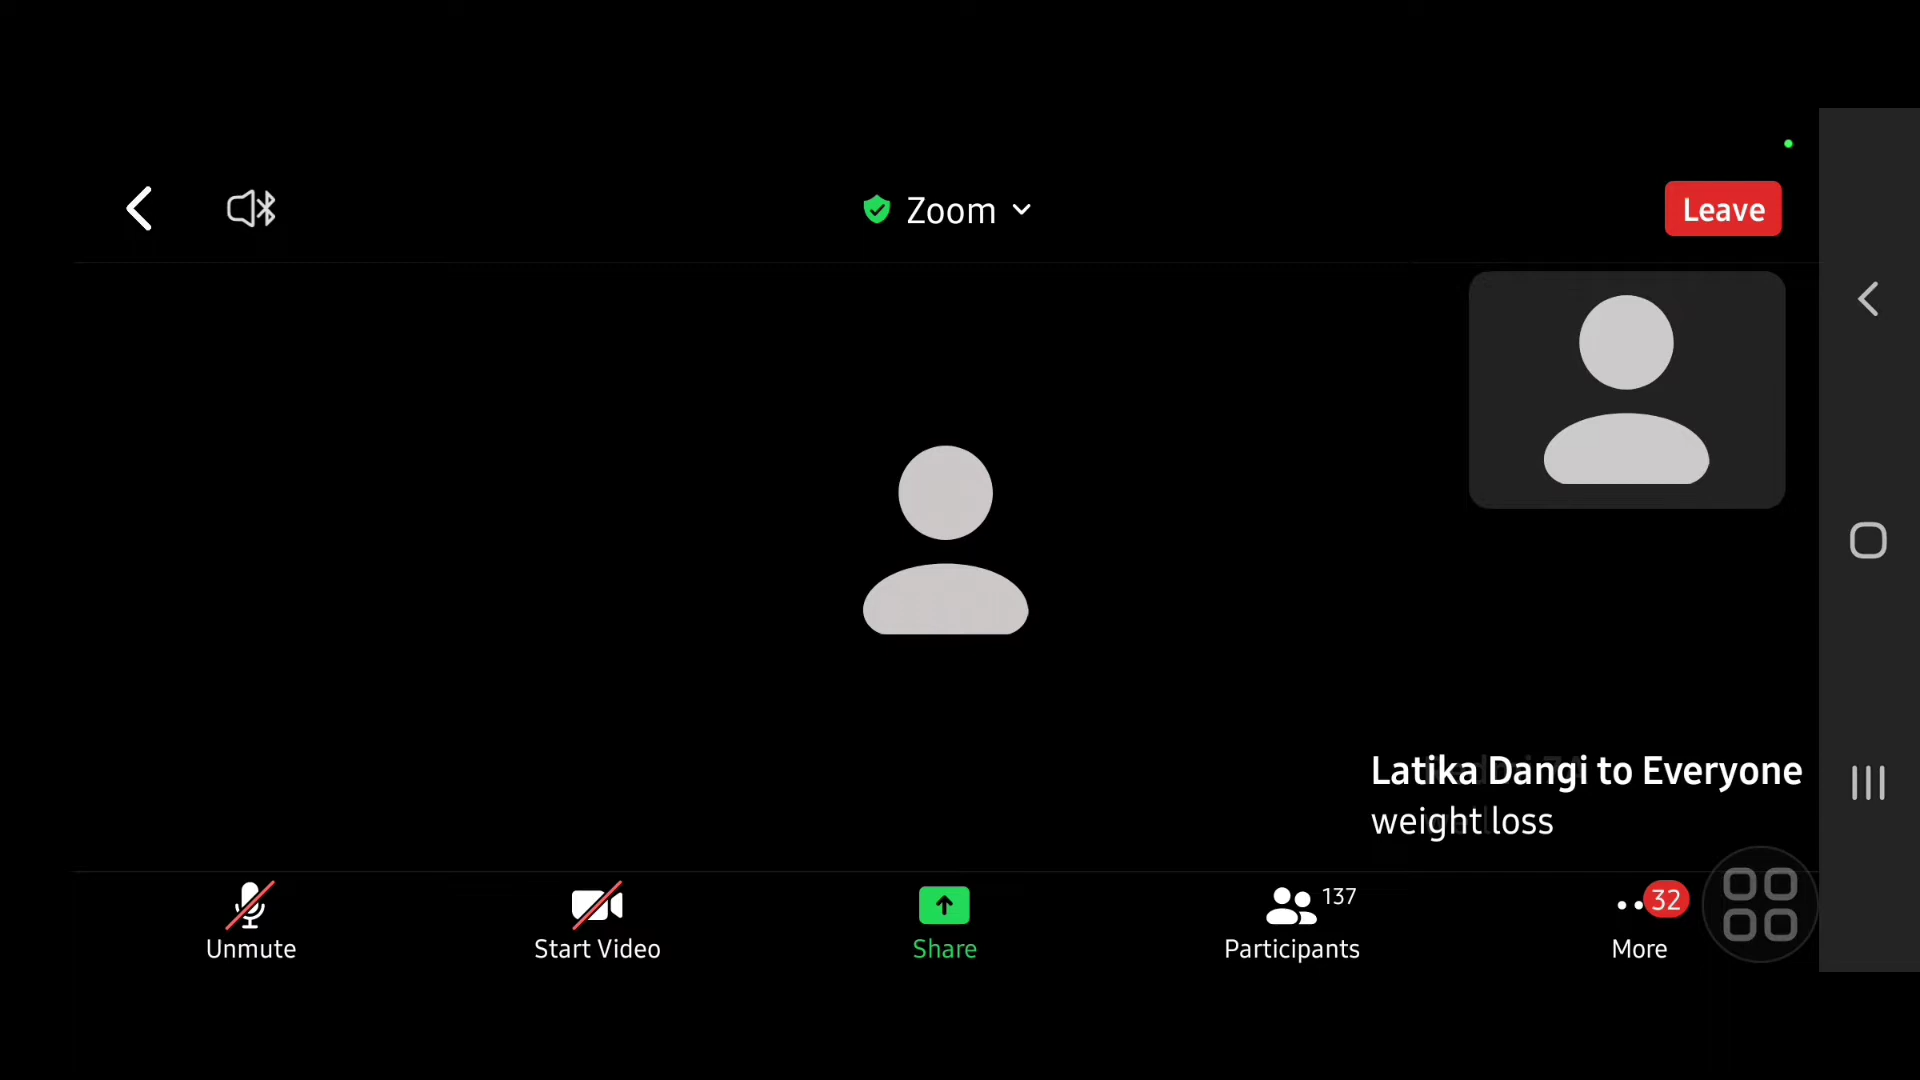 Zoom
Leave
Latika Dangi to Everyone
weight loss
Unmute
Start Video
Share
137
Participants
32
More